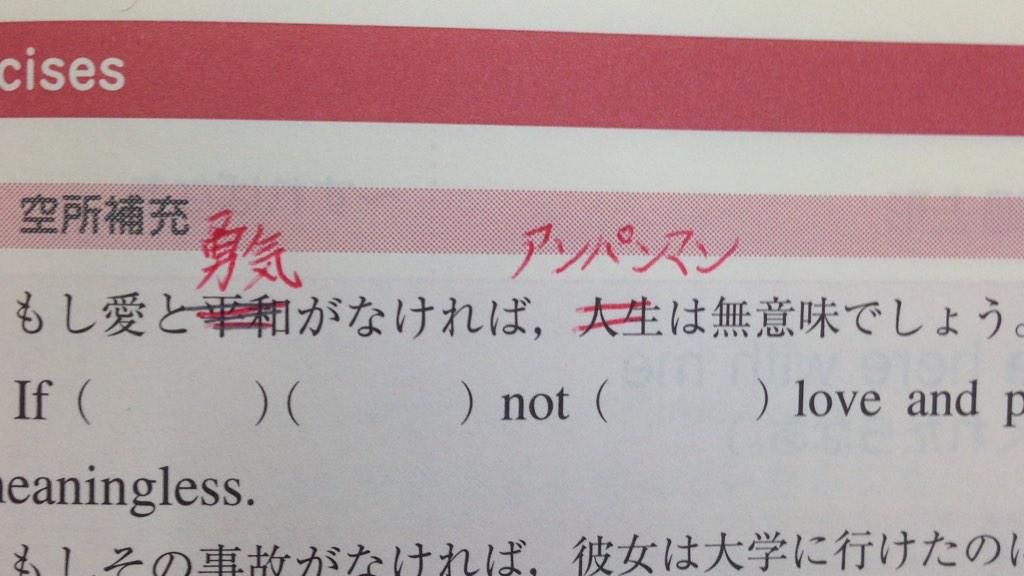 cises
空所補充
勇気 アンパンマン
もし愛と平和がなければ，人生は無意味でしょう。
If (　　　)(　　　) not (　　　) love and p
neaningless.
もしその事故がなければ，彼女は大学に行けたのに